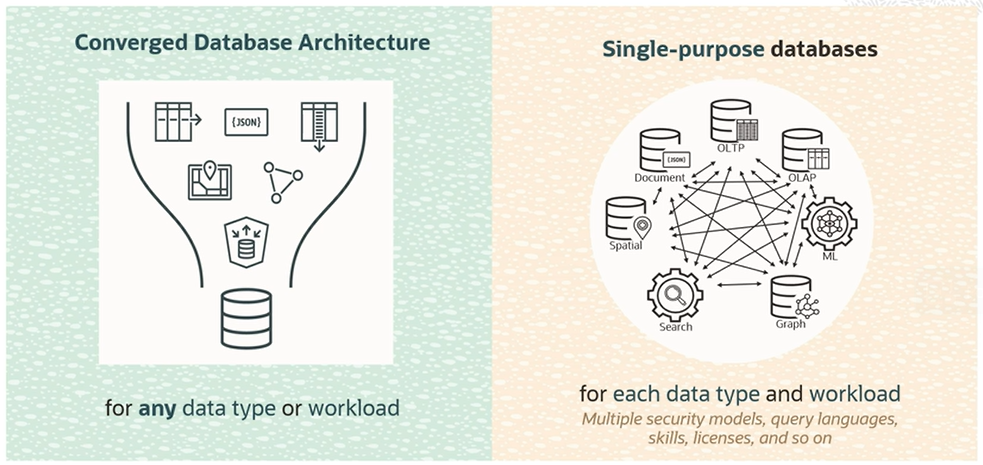 Converged Database Architecture
{JSON}
for any data type or workload
Single-purpose databases
OLTP
{JSON}
Document
OLAP
Spatial
ML
Search
Graph
for each data type and workload
Multiple security models, query languages,
skills, licenses, and so on